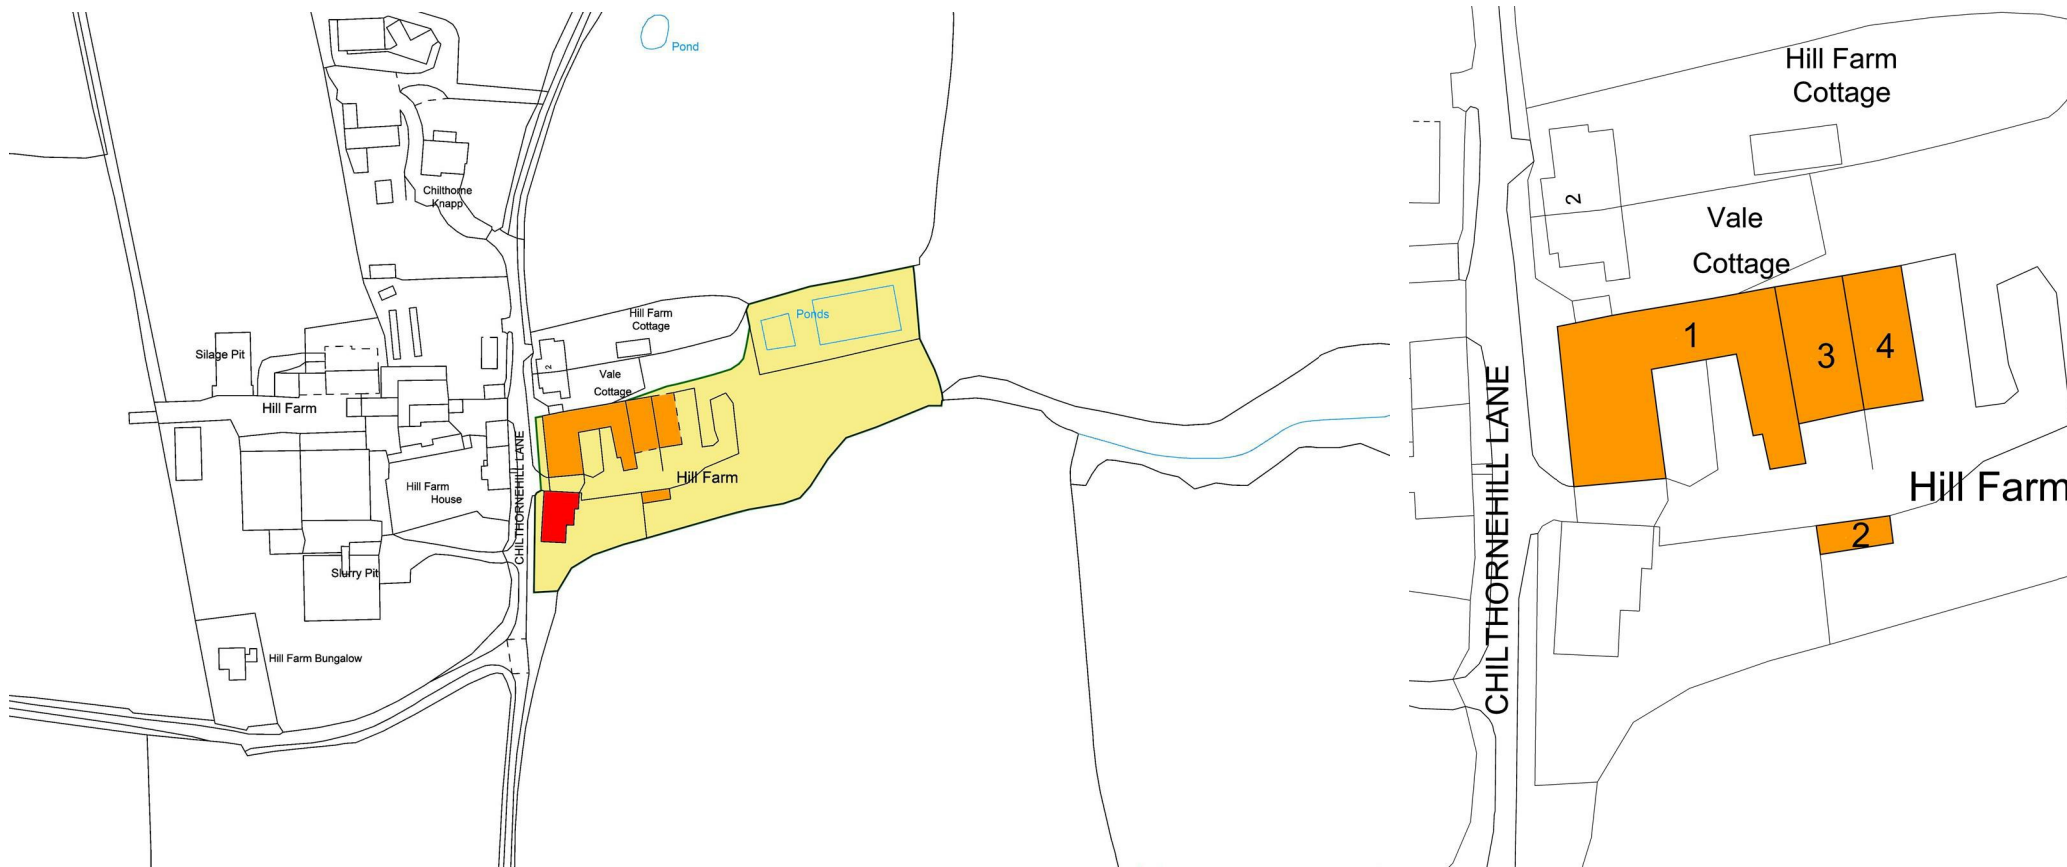 Pond
Chilthorne
Knapp
Hill Farm
Cottage
Ponds
Silage Pit
2
Vale
Cottage
Hill Farm
CHILTHORNEHILL LANE
Hill Farm
Hill Farm
House
Slurry Pit
Hill Farm Bungalow
Hill Farm
Cottage
2
Vale
Cottage
1
3
4
CHILTHORNEHILL LANE
Hill Farm
2